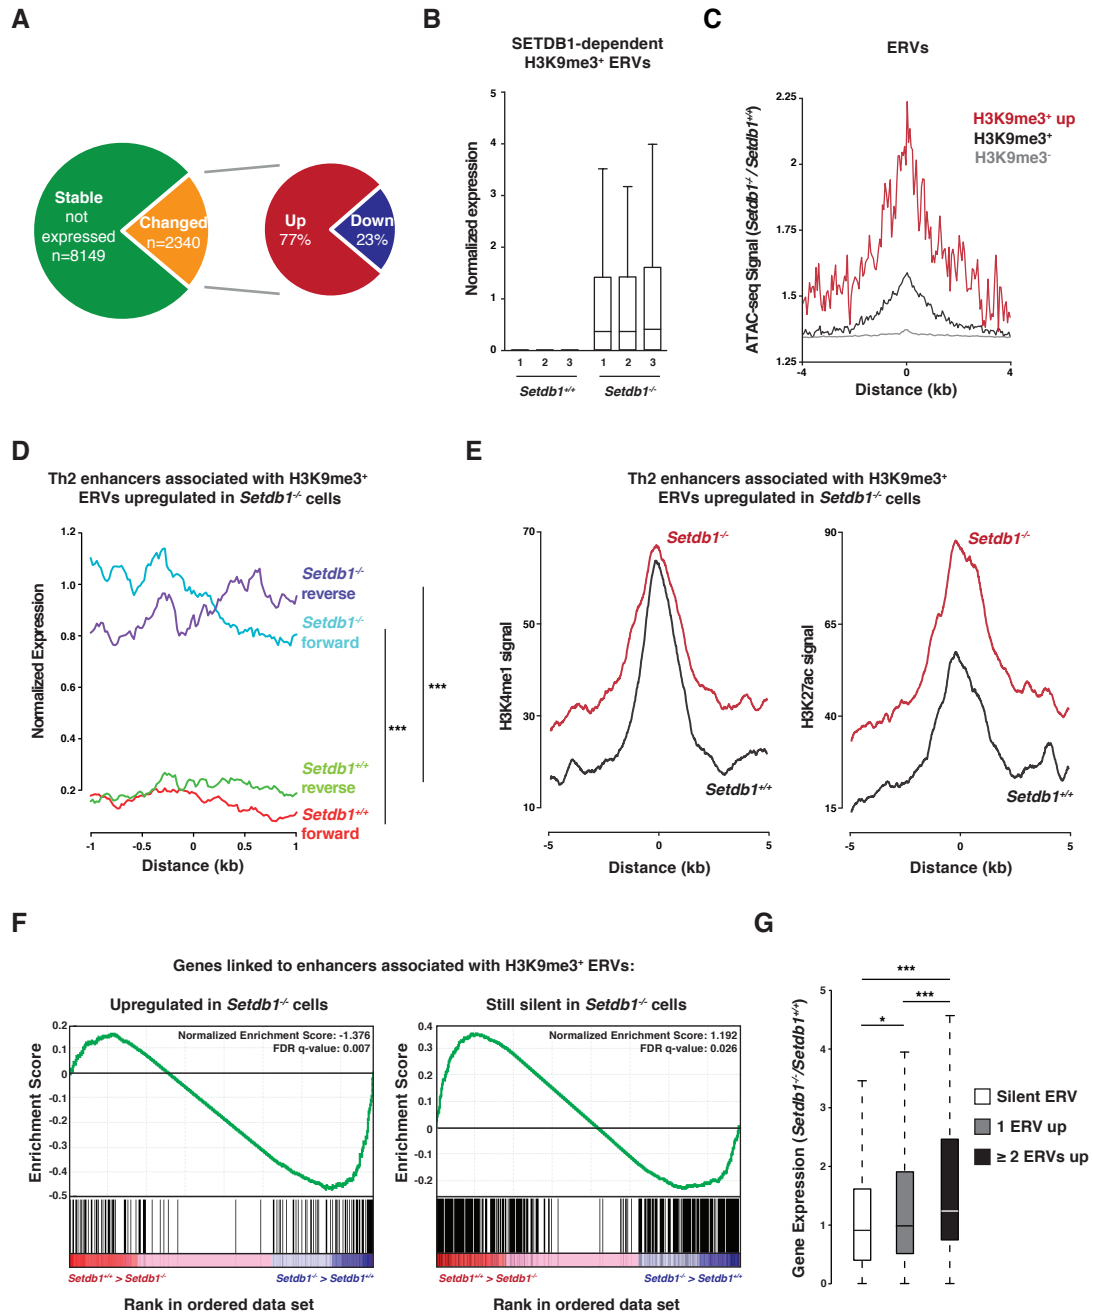 A
Stable
not
expressed
n=8149
Changed
n=2340
Up
77%
Down
23%
B
SETDB1-dependent
H3K9me3⁺ ERVs
Normalized expression
5
4
3
2
1
0
1 2 3 1 2 3
Setdb1⁺/⁺ Setdb1⁻/⁻
C
ERVs
ATAC-seq Signal (Setdb1⁻/⁻/Setdb1⁺/⁺)
2.25
2
1.75
1.5
1.25
-4 0 4
Distance (kb)
H3K9me3⁺ up
H3K9me3⁺
H3K9me3⁻
D
Th2 enhancers associated with H3K9me3⁺
ERVs upregulated in Setdb1⁻/⁻ cells
Normalized Expression
1.2
1.0
0.8
0.6
0.4
0.2
-1 -0.5 0 0.5 1
Distance (kb)
Setdb1⁻/⁻
reverse
Setdb1⁻/⁻
forward
Setdb1⁺/⁺
reverse
Setdb1⁺/⁺
forward
***
***
E
Th2 enhancers associated with H3K9me3⁺
ERVs upregulated in Setdb1⁻/⁻ cells
H3K4me1 signal
70
50
30
10
Setdb1⁻/⁻
Setdb1⁺/⁺
-5 0 5
Distance (kb)
H3K27ac signal
90
65
40
15
Setdb1⁻/⁻
Setdb1⁺/⁺
-5 0 5
Distance (kb)
F
Genes linked to enhancers associated with H3K9me3⁺ ERVs:
Upregulated in Setdb1⁻/⁻ cells
Enrichment Score
0.2
0.1
0
-0.1
-0.2
-0.3
-0.4
-0.5
Normalized Enrichment Score: -1.376
FDR q-value: 0.007
Setdb1⁺/⁺ > Setdb1⁻/⁻ Setdb1⁻/⁻ > Setdb1⁺/⁺
Rank in ordered data set
Still silent in Setdb1⁻/⁻ cells
Enrichment Score
0.4
0.3
0.2
0.1
0
-0.1
-0.2
Normalized Enrichment Score: 1.192
FDR q-value: 0.026
Setdb1⁺/⁺ > Setdb1⁻/⁻ Setdb1⁻/⁻ > Setdb1⁺/⁺
Rank in ordered data set
G
Gene Expression (Setdb1⁻/⁻/Setdb1⁺/⁺)
5
4
3
2
1
0
***
***
*
Silent ERV
1 ERV up
≥ 2 ERVs up